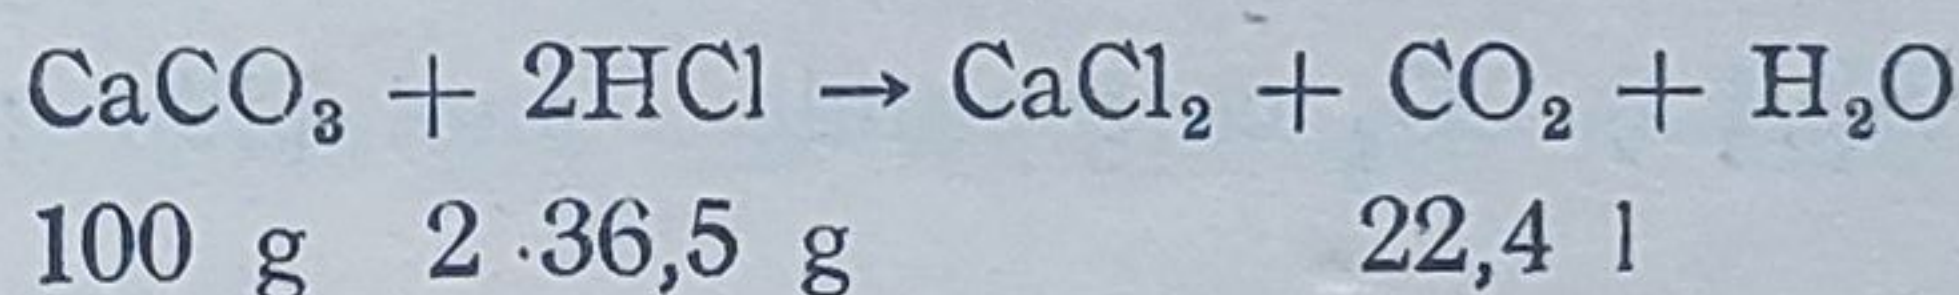 CaCO₃ + 2HCl → CaCl₂ + CO₂ + H₂O
100 g 2 · 36,5 g 22,4 l